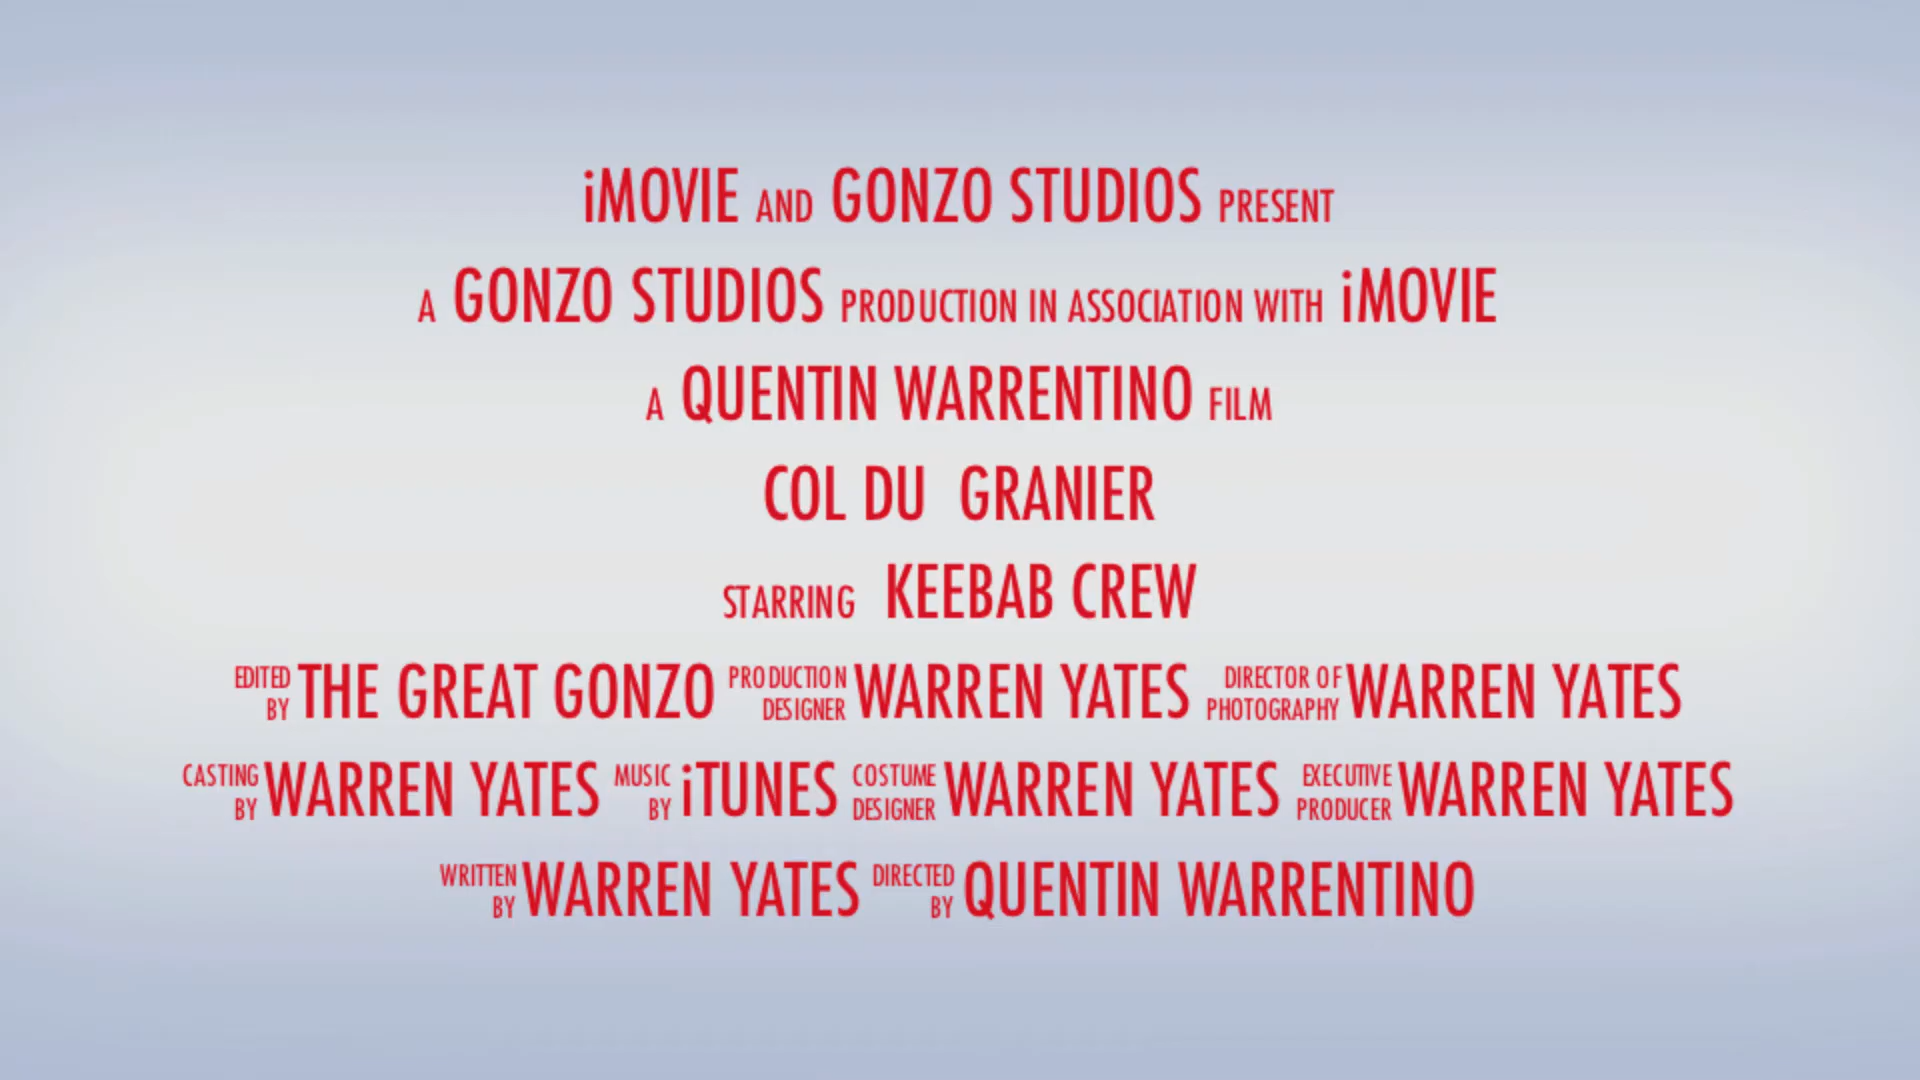 iMOVIE AND GONZO STUDIOS PRESENT
A GONZO STUDIOS PRODUCTION IN ASSOCIATION WITH iMOVIE
A QUENTIN WARRENTINO FILM
COL DU GRANIER
STARRING KEEBAB CREW
EDITED BY THE GREAT GONZO PRODUCTION DESIGNER WARREN YATES DIRECTOR OF PHOTOGRAPHY WARREN YATES
CASTING BY WARREN YATES MUSIC BY iTUNES COSTUME DESIGNER WARREN YATES EXECUTIVE PRODUCER WARREN YATES
WRITTEN BY WARREN YATES DIRECTED BY QUENTIN WARRENTINO